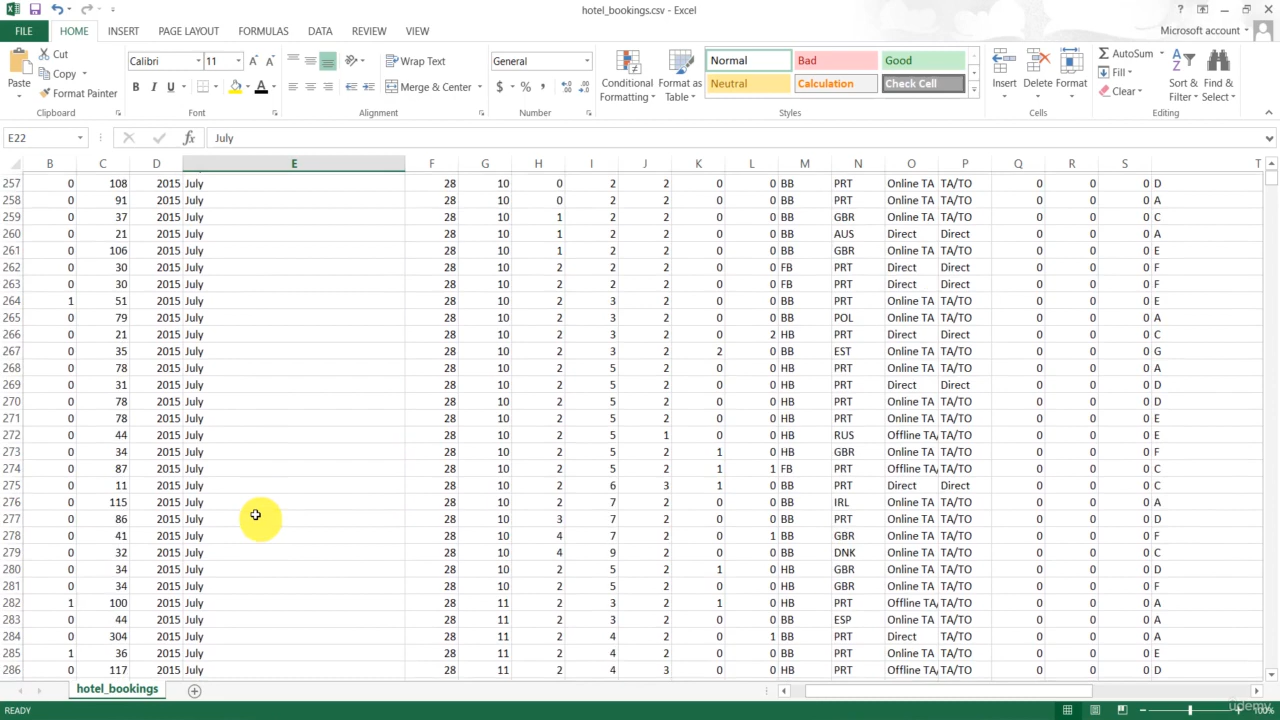 hotel_bookings.csv - Excel
FILE HOME INSERT PAGE LAYOUT FORMULAS DATA REVIEW VIEW Microsoft account
Paste Cut Copy Format Painter
Calibri 11
B I U A
Wrap Text
Merge & Center
General
$ % ,
Conditional Formatting Format as Table
Normal Bad Good
Neutral Calculation Check Cell
Insert Delete Format
AutoSum Fill Clear
Sort & Filter Find & Select
Clipboard Font Alignment Number Styles Cells Editing
E22 fx July
B C D E F G H I J K L M N O P Q R S T
257 0 108 2015 July 28 10 0 2 2 0 0 BB PRT Online TA TA/TO 0 0 0 D
258 0 91 2015 July 28 10 0 2 2 0 0 BB PRT Online TA TA/TO 0 0 0 A
259 0 37 2015 July 28 10 1 2 2 0 0 BB GBR Online TA TA/TO 0 0 0 C
260 0 21 2015 July 28 10 1 2 2 0 0 BB AUS Direct Direct 0 0 0 A
261 0 106 2015 July 28 10 1 2 2 0 0 BB GBR Online TA TA/TO 0 0 0 E
262 0 30 2015 July 28 10 2 2 2 0 0 FB PRT Direct Direct 0 0 0 F
263 0 30 2015 July 28 10 2 2 2 0 0 FB PRT Direct Direct 0 0 0 F
264 1 51 2015 July 28 10 2 3 2 0 0 BB PRT Online TA TA/TO 0 0 0 E
265 0 79 2015 July 28 10 2 3 2 0 0 BB POL Online TA TA/TO 0 0 0 A
266 0 21 2015 July 28 10 2 3 2 0 2 HB PRT Direct Direct 0 0 0 C
267 0 35 2015 July 28 10 2 3 2 2 0 BB EST Online TA TA/TO 0 0 0 G
268 0 78 2015 July 28 10 2 5 2 0 0 HB PRT Online TA TA/TO 0 0 0 A
269 0 31 2015 July 28 10 2 5 2 0 0 HB PRT Direct Direct 0 0 0 D
270 0 78 2015 July 28 10 2 5 2 0 0 HB PRT Online TA TA/TO 0 0 0 D
271 0 78 2015 July 28 10 2 5 2 0 0 HB PRT Online TA TA/TO 0 0 0 E
272 0 44 2015 July 28 10 2 5 1 0 0 HB RUS Offline TA/ TA/TO 0 0 0 E
273 0 34 2015 July 28 10 2 5 2 1 0 HB GBR Online TA TA/TO 0 0 0 F
274 0 87 2015 July 28 10 2 5 2 1 1 FB PRT Offline TA/ TA/TO 0 0 0 C
275 0 11 2015 July 28 10 2 6 3 1 0 BB PRT Direct Direct 0 0 0 C
276 0 115 2015 July 28 10 2 7 2 0 0 BB IRL Online TA TA/TO 0 0 0 A
277 0 86 2015 July 28 10 3 7 2 0 0 BB PRT Online TA TA/TO 0 0 0 D
278 0 41 2015 July 28 10 4 7 2 0 1 BB GBR Online TA TA/TO 0 0 0 F
279 0 32 2015 July 28 10 4 9 2 0 0 BB DNK Online TA TA/TO 0 0 0 C
280 0 34 2015 July 28 10 2 5 2 1 0 HB GBR Online TA TA/TO 0 0 0 D
281 0 34 2015 July 28 10 2 5 2 0 0 HB GBR Online TA TA/TO 0 0 0 F
282 1 100 2015 July 28 11 2 3 2 1 0 HB PRT Offline TA/ TA/TO 0 0 0 A
283 0 44 2015 July 28 11 2 3 2 0 0 BB ESP Online TA TA/TO 0 0 0 A
284 0 304 2015 July 28 11 2 4 2 0 1 BB PRT Direct TA/TO 0 0 0 A
285 1 36 2015 July 28 11 2 4 2 0 0 BB PRT Online TA TA/TO 0 0 0 E
286 0 117 2015 July 28 11 2 4 3 0 0 HB PRT Offline TA/ TA/TO 0 0 0 D
hotel_bookings
READY 100%
udemy